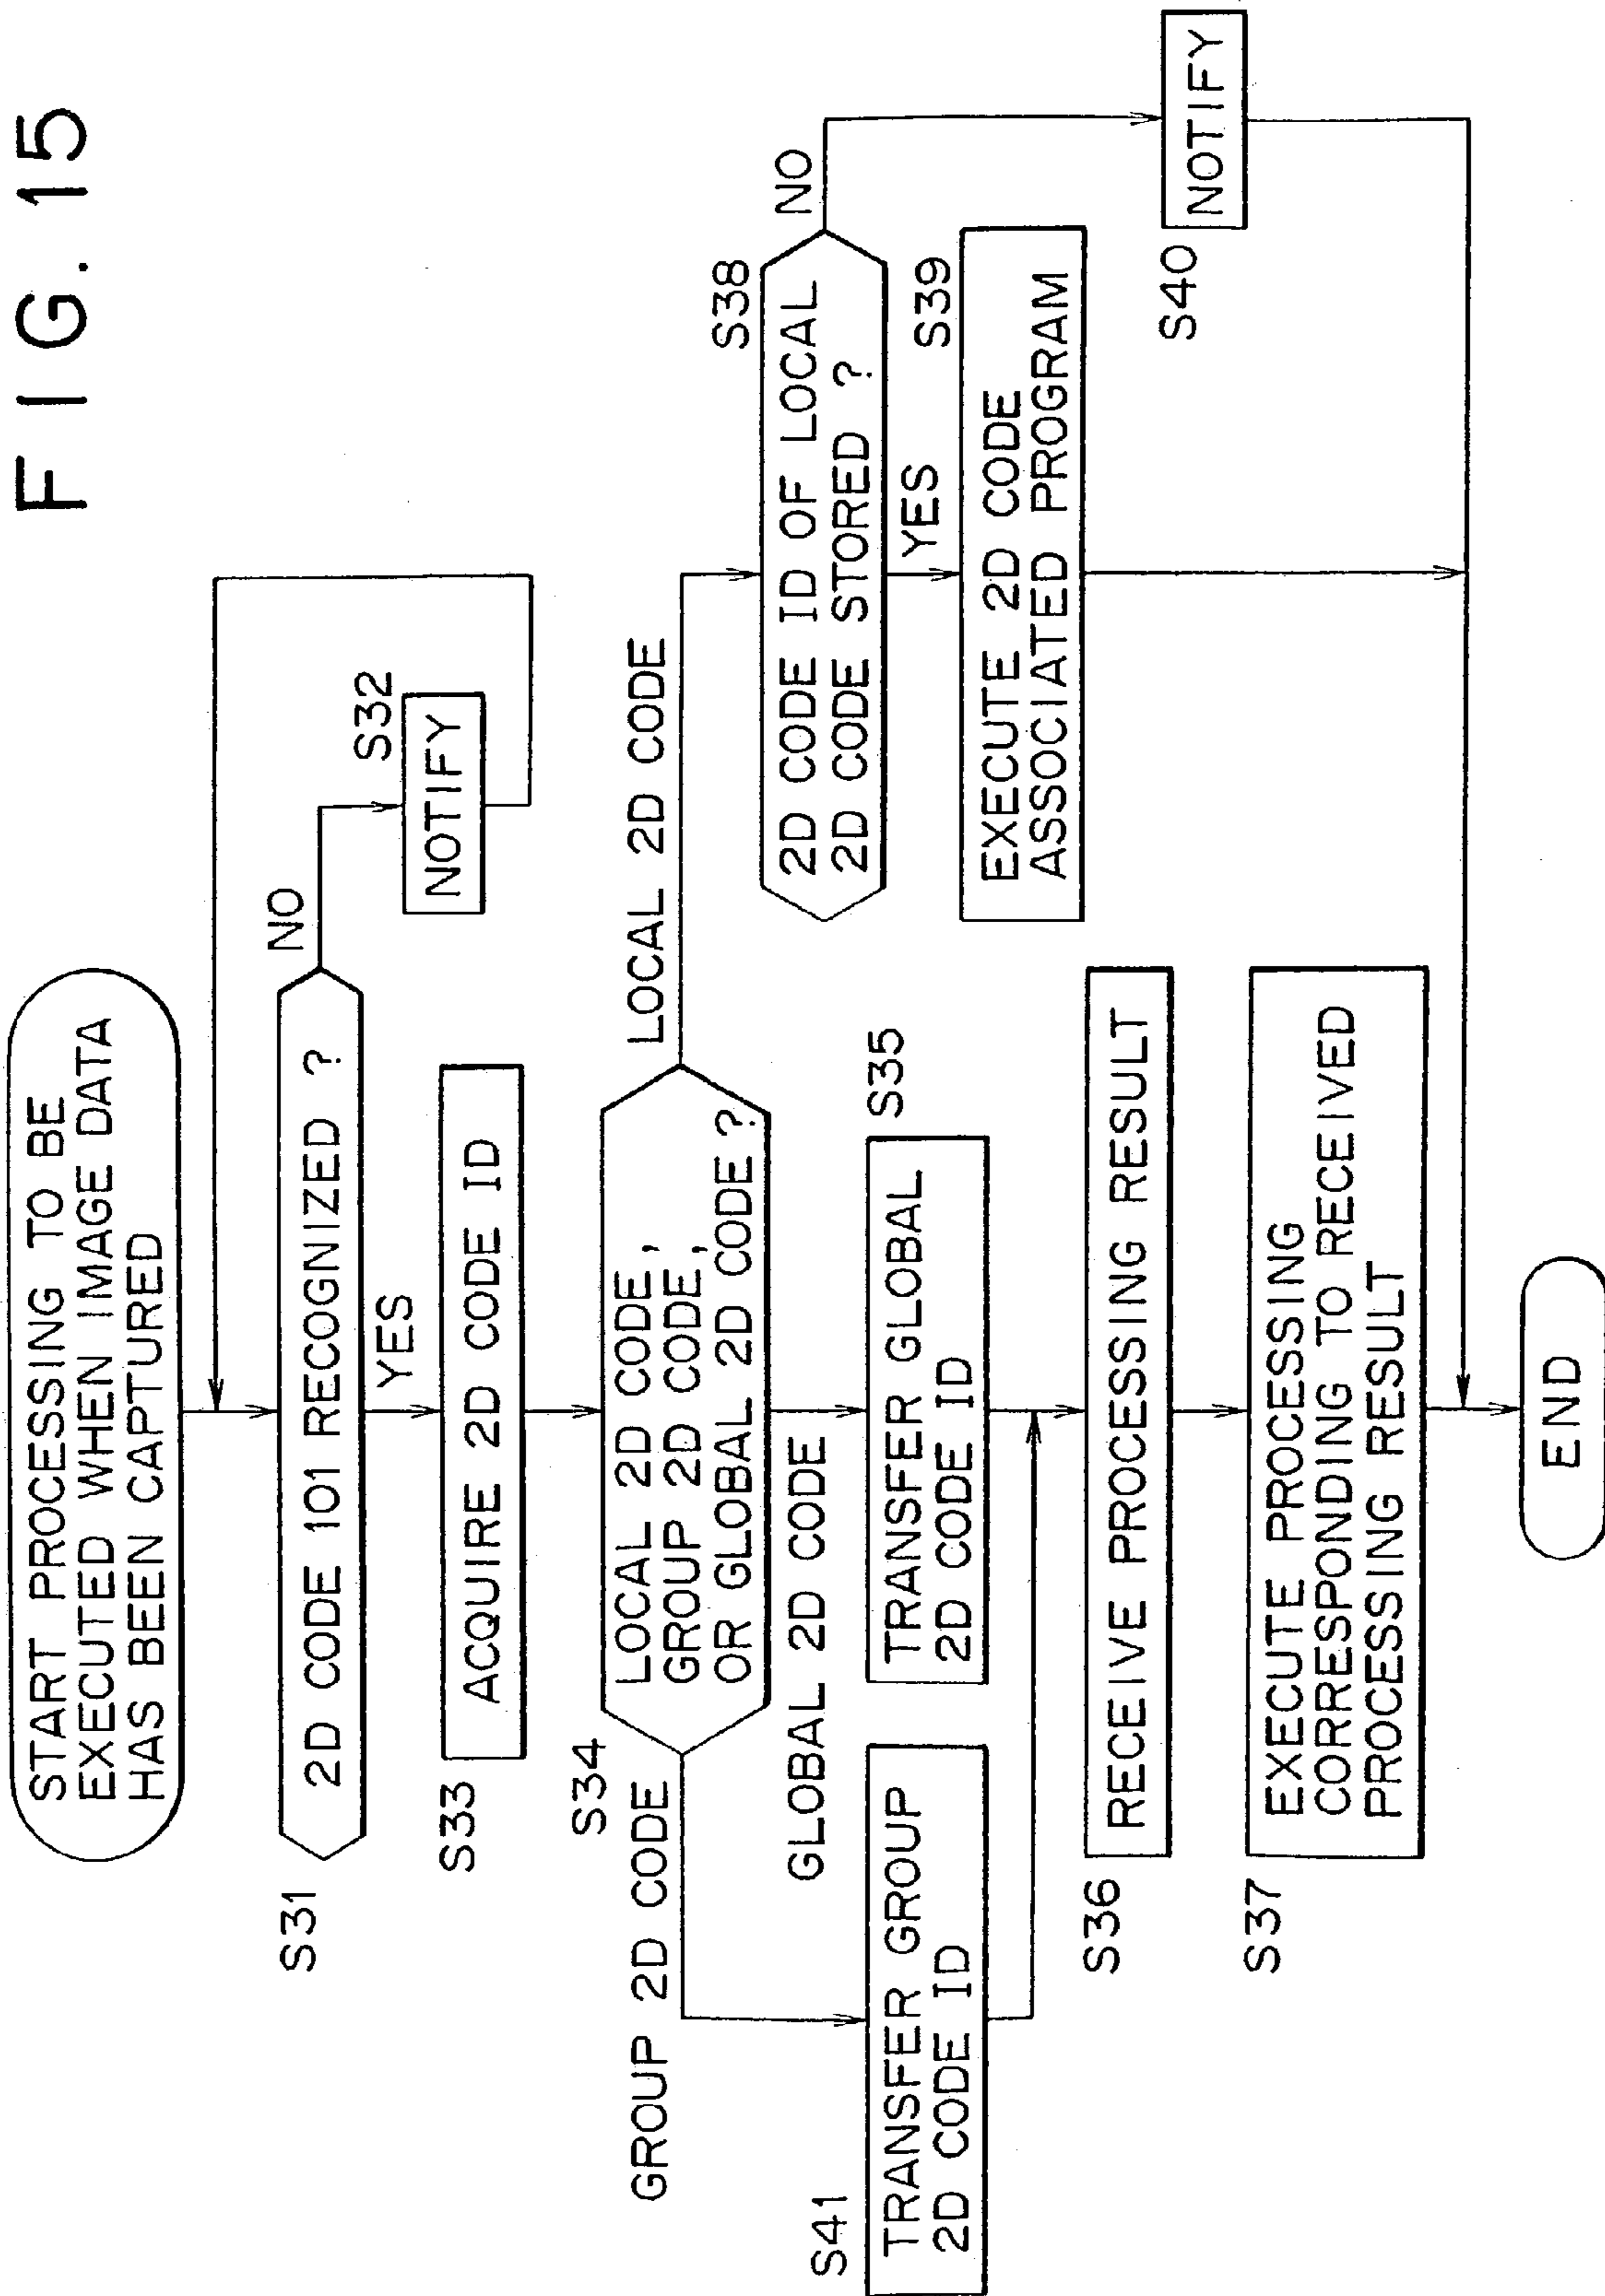 F I G. 15
START PROCESSING TO BE
EXECUTED WHEN IMAGE DATA
HAS BEEN CAPTURED
S31
2D CODE 101 RECOGNIZED ?
NO
YES
S32
NOTIFY
S33
ACQUIRE 2D CODE ID
S34
LOCAL 2D CODE,
GROUP 2D CODE,
OR GLOBAL 2D CODE ?
GROUP 2D CODE
GLOBAL 2D CODE
LOCAL 2D CODE
S41
TRANSFER GROUP
2D CODE ID
S35
TRANSFER GLOBAL
2D CODE ID
S38
2D CODE ID OF LOCAL
2D CODE STORED ?
NO
YES
S39
EXECUTE 2D CODE
ASSOCIATED PROGRAM
S40
NOTIFY
S36
RECEIVE PROCESSING RESULT
S37
EXECUTE PROCESSING
CORRESPONDING TO RECEIVED
PROCESSING RESULT
END